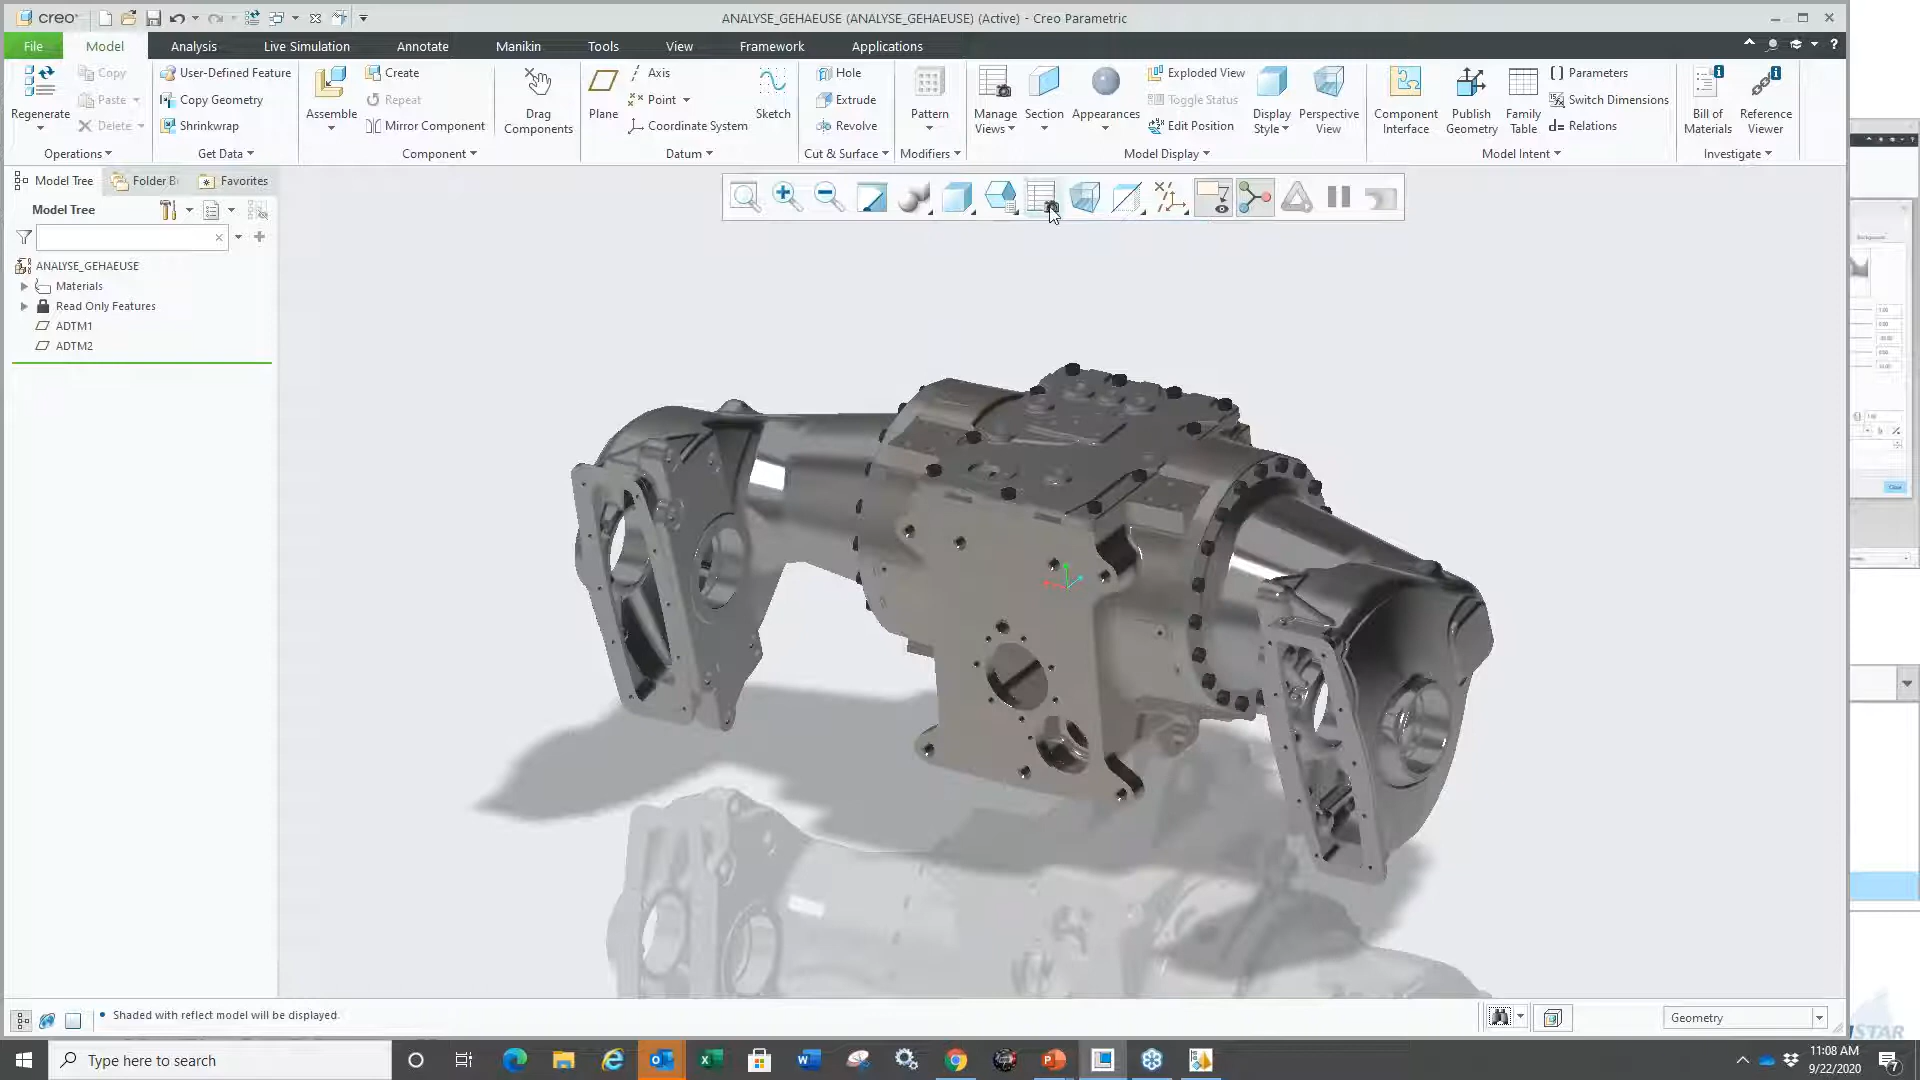 creo
ANALYSE_GEHAEUSE (ANALYSE_GEHAEUSE) (Active) - Creo Parametric
File
Model
Analysis
Live Simulation
Annotate
Manikin
Tools
View
Framework
Applications
Regenerate
Copy
Paste
Delete
Operations
User-Defined Feature
Copy Geometry
Shrinkwrap
Get Data
Assemble
Create
Repeat
Mirror Component
Component
Drag Components
Plane
Axis
Point
Coordinate System
Sketch
Datum
Hole
Extrude
Revolve
Cut & Surface
Pattern
Modifiers
Manage Views
Section
Appearances
Exploded View
Toggle Status
Edit Position
Display Style
Perspective View
Model Display
Component Interface
Publish Geometry
Family Table
Parameters
Switch Dimensions
Relations
Model Intent
Bill of Materials
Reference Viewer
Investigate
Model Tree
Folder B
Favorites
Model Tree
ANALYSE_GEHAEUSE
Materials
Read Only Features
ADTM1
ADTM2
Shaded with reflect model will be displayed.
Geometry
STAR
Type here to search
11:08 AM
9/22/2020
7